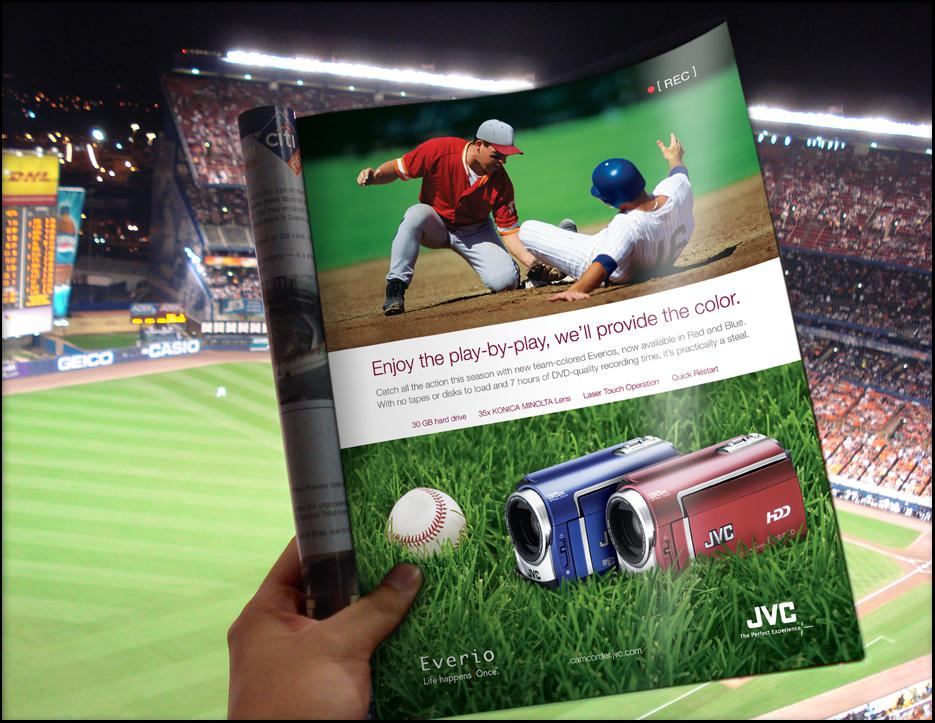 DHL
GEICO
CASIO
citi
[ REC ]
Enjoy the play-by-play, we'll provide the color.
Catch all the action this season with new team-colored Everios, now available in Red and Blue.
With no tapes or disks to load and 7 hours of DVD-quality recording time, it's practically a steal.
30 GB hard drive 35x KONICA MINOLTA Lens Laser Touch Operation Quick Restart
35X
35X
JVC
HDD
JVC
Everio
JVC
The Perfect Experience
Everio
Life happens Once.
camcorder.jvc.com